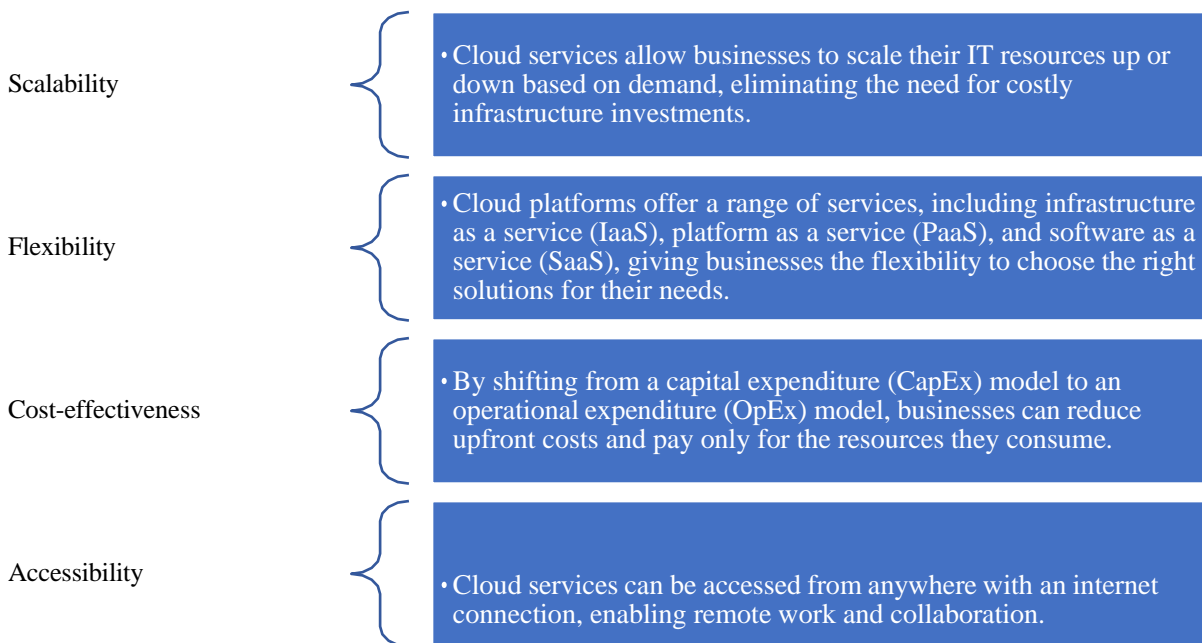 Scalability
• Cloud services allow businesses to scale their IT resources up or
down based on demand, eliminating the need for costly
infrastructure investments.
Flexibility
• Cloud platforms offer a range of services, including infrastructure
as a service (IaaS), platform as a service (PaaS), and software as a
service (SaaS), giving businesses the flexibility to choose the right
solutions for their needs.
Cost-effectiveness
• By shifting from a capital expenditure (CapEx) model to an
operational expenditure (OpEx) model, businesses can reduce
upfront costs and pay only for the resources they consume.
Accessibility
• Cloud services can be accessed from anywhere with an internet
connection, enabling remote work and collaboration.